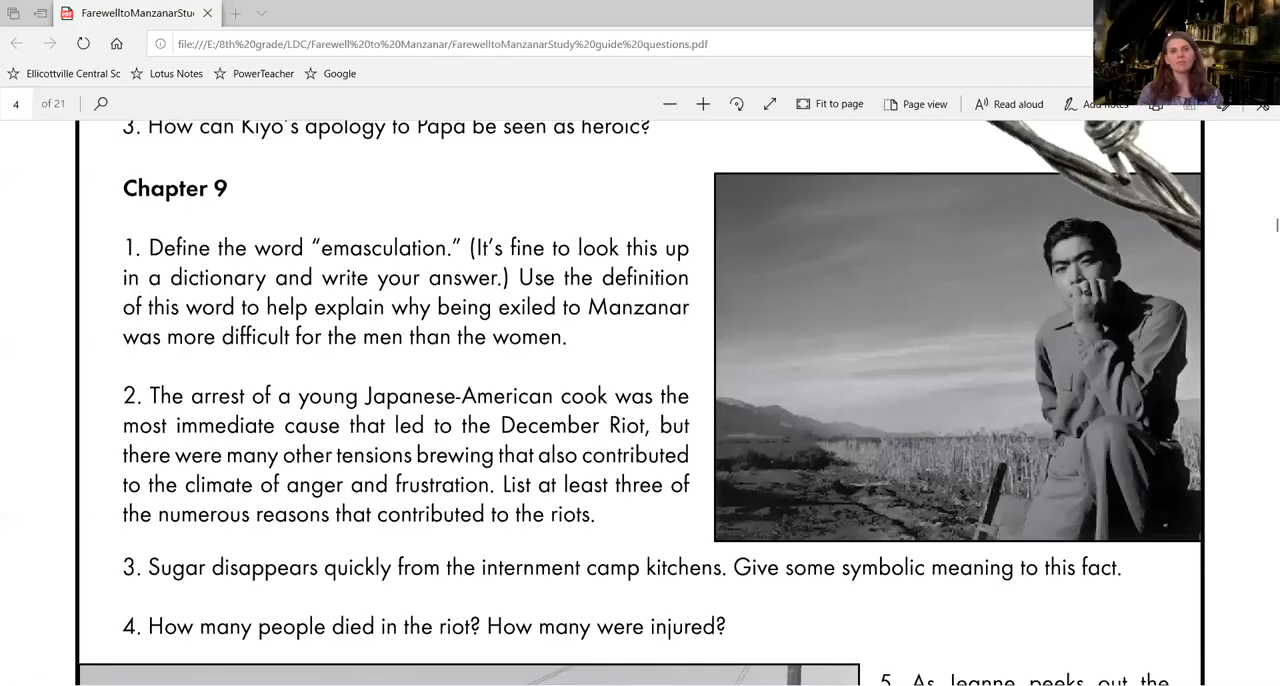 FarewelltoManzanarStu
file:///E:/8th%20grade/LDC/Farewell%20to%20Manzanar/FarewelltoManzanarStudy%20guide%20questions.pdf
Ellicottville Central Sc Lotus Notes PowerTeacher Google
4 of 21 Fit to page Page view Read aloud Add notes
3. How can Kiyo's apology to Papa be seen as heroic?
Chapter 9
1. Define the word “emasculation.” (It’s fine to look this up
in a dictionary and write your answer.) Use the definition
of this word to help explain why being exiled to Manzanar
was more difficult for the men than the women.
2. The arrest of a young Japanese-American cook was the
most immediate cause that led to the December Riot, but
there were many other tensions brewing that also contributed
to the climate of anger and frustration. List at least three of
the numerous reasons that contributed to the riots.
3. Sugar disappears quickly from the internment camp kitchens. Give some symbolic meaning to this fact.
4. How many people died in the riot? How many were injured?
5. As Jeanne peeks out the